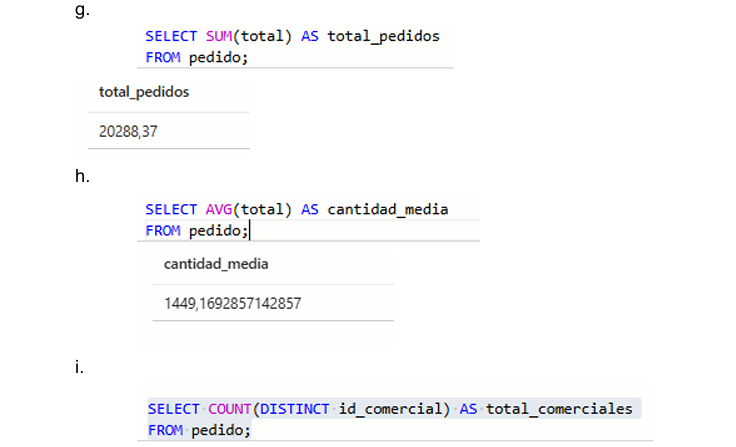 g.
SELECT SUM(total) AS total_pedidos
FROM pedido;
total_pedidos
20288,37
h.
SELECT AVG(total) AS cantidad_media
FROM pedido;
cantidad_media
1449,1692857142857
i.
SELECT COUNT(DISTINCT id_comercial) AS total_comerciales
FROM pedido;